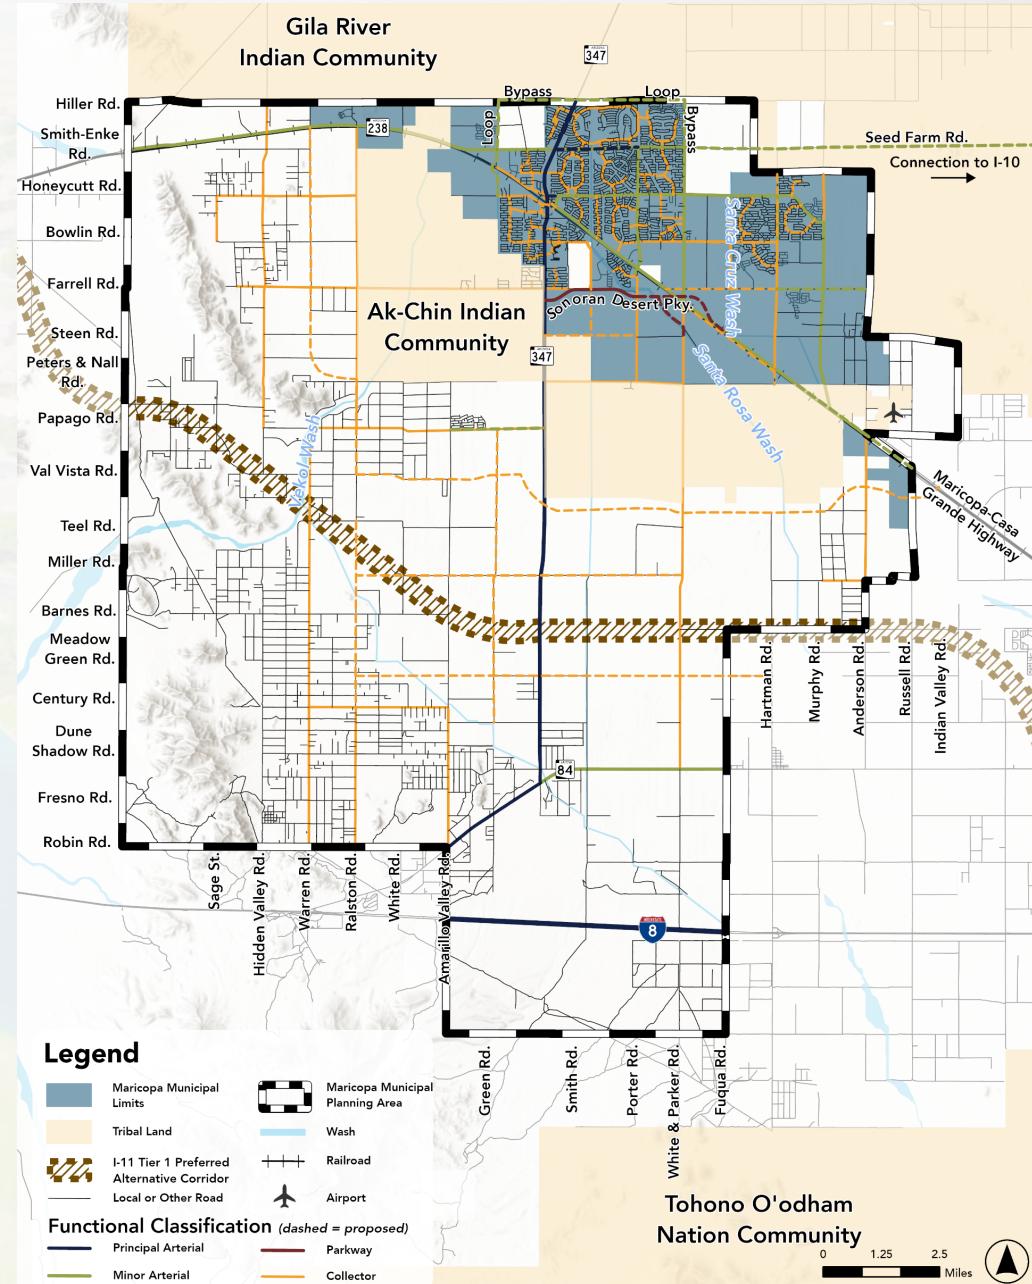 Gila River
Indian Community
ARIZONA
347
Bypass
Loop
Hiller Rd.
Loop
238
Smith-Enke
Rd.
Bypass
Seed Farm Rd.
Connection to I-10
Honeycutt Rd.
Bowlin Rd.
Santa Cruz Wash
Farrell Rd.
Sonoran Desert Pky.
Ak-Chin Indian
Community
Steen Rd.
347
Peters & Nall
Rd.
Santa Rosa Wash
Papago Rd.
Vekol Wash
Val Vista Rd.
Maricopa-Casa
Grande Highway
Teel Rd.
Miller Rd.
Barnes Rd.
Meadow
Green Rd.
Hartman Rd.
Murphy Rd.
Anderson Rd.
Russell Rd.
Indian Valley Rd.
Century Rd.
Dune
Shadow Rd.
84
Fresno Rd.
Robin Rd.
Sage St.
Hidden Valley Rd.
Warren Rd.
Ralston Rd.
White Rd.
Amarillo Valley Rd.
INTERSTATE
8
Green Rd.
Smith Rd.
Porter Rd.
White & Parker Rd.
Fuqua Rd.
Legend
Maricopa Municipal
Limits
Maricopa Municipal
Planning Area
Tribal Land
Wash
I-11 Tier 1 Preferred
Alternative Corridor
Railroad
Local or Other Road
Airport
Functional Classification (dashed = proposed)
Principal Arterial
Parkway
Minor Arterial
Collector
Tohono O'odham
Nation Community
0 1.25 2.5
Miles